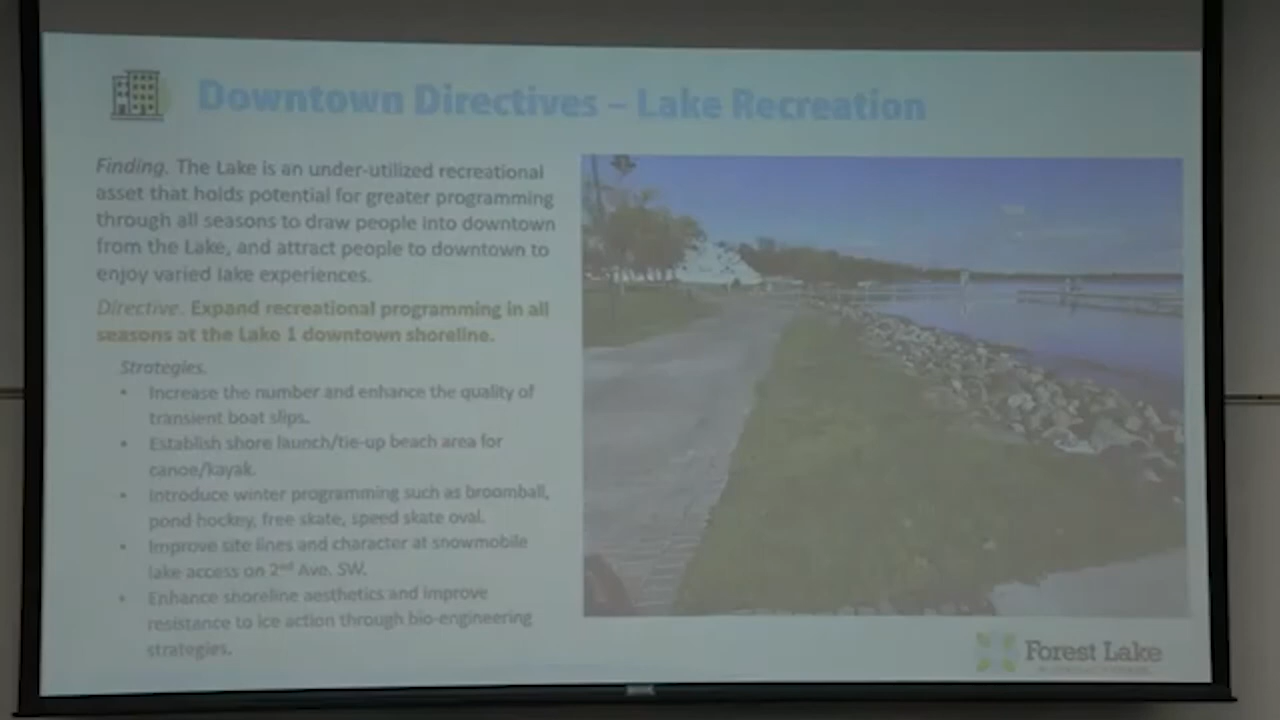 Downtown Directives – Lake Recreation
Finding. The Lake is an under-utilized recreational
asset that holds potential for greater programming
through all seasons to draw people into downtown
from the Lake, and attract people to downtown to
enjoy varied lake experiences.
Directive. Expand recreational programming in all
seasons at the Lake 1 downtown shoreline.
Strategies.
• Increase the number and enhance the quality of
transient boat slips.
• Establish shore launch/tie-up beach area for
canoe/kayak.
• Introduce winter programming such as broomball,
pond hockey, free skate, speed skate oval.
• Improve site lines and character at snowmobile
lake access on 2nd Ave. SW.
• Enhance shoreline aesthetics and improve
resistance to ice action through bio-engineering
strategies.
Forest Lake